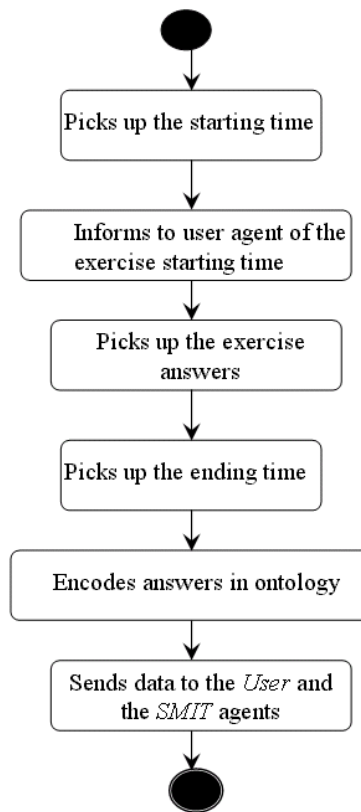 Picks up the starting time
Informs to user agent of the
exercise starting time
Picks up the exercise
answers
Picks up the ending time
Encodes answers in ontology
Sends data to the User and
the SMIT agents